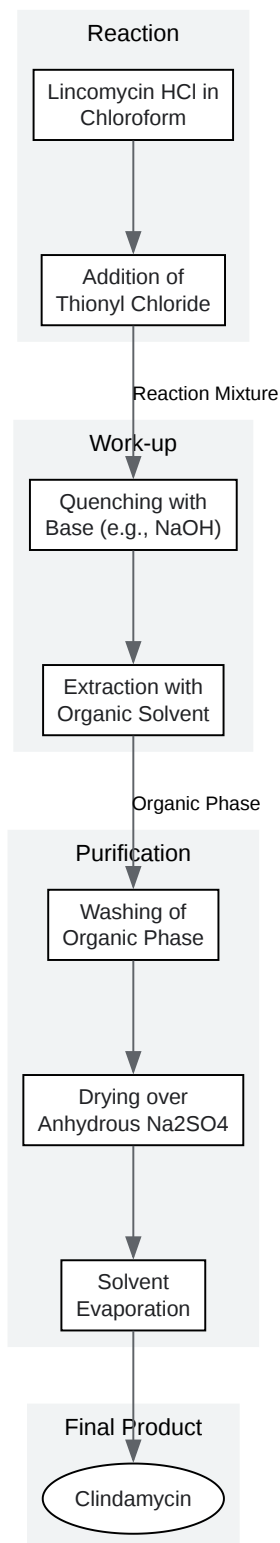 Reaction
Lincomycin HCl in
Chloroform
Addition of
Thionyl Chloride
Reaction Mixture
Work-up
Quenching with
Base (e.g., NaOH)
Extraction with
Organic Solvent
Organic Phase
Purification
Washing of
Organic Phase
Drying over
Anhydrous Na2SO4
Solvent
Evaporation
Final Product
Clindamycin